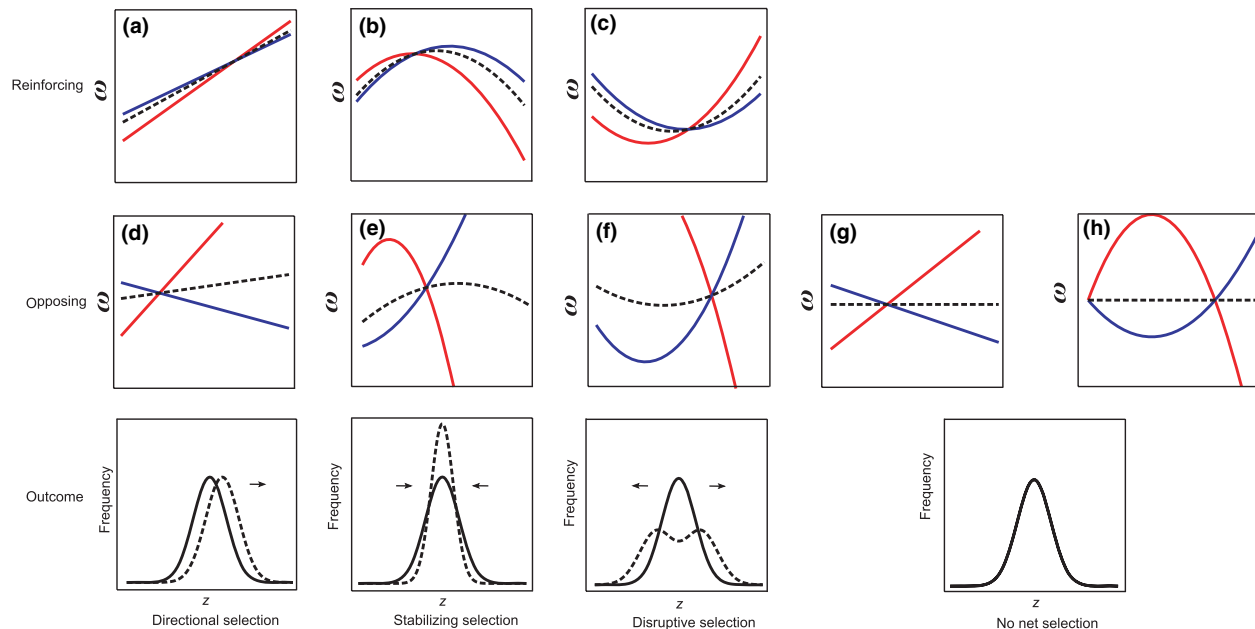 (a)
(b)
(c)
Reinforcing
ω
ω
ω
(d)
(e)
(f)
(g)
(h)
Opposing
ω
ω
ω
ω
ω
Outcome
Frequency
Frequency
Frequency
Frequency
z
z
z
z
Directional selection
Stabilizing selection
Disruptive selection
No net selection